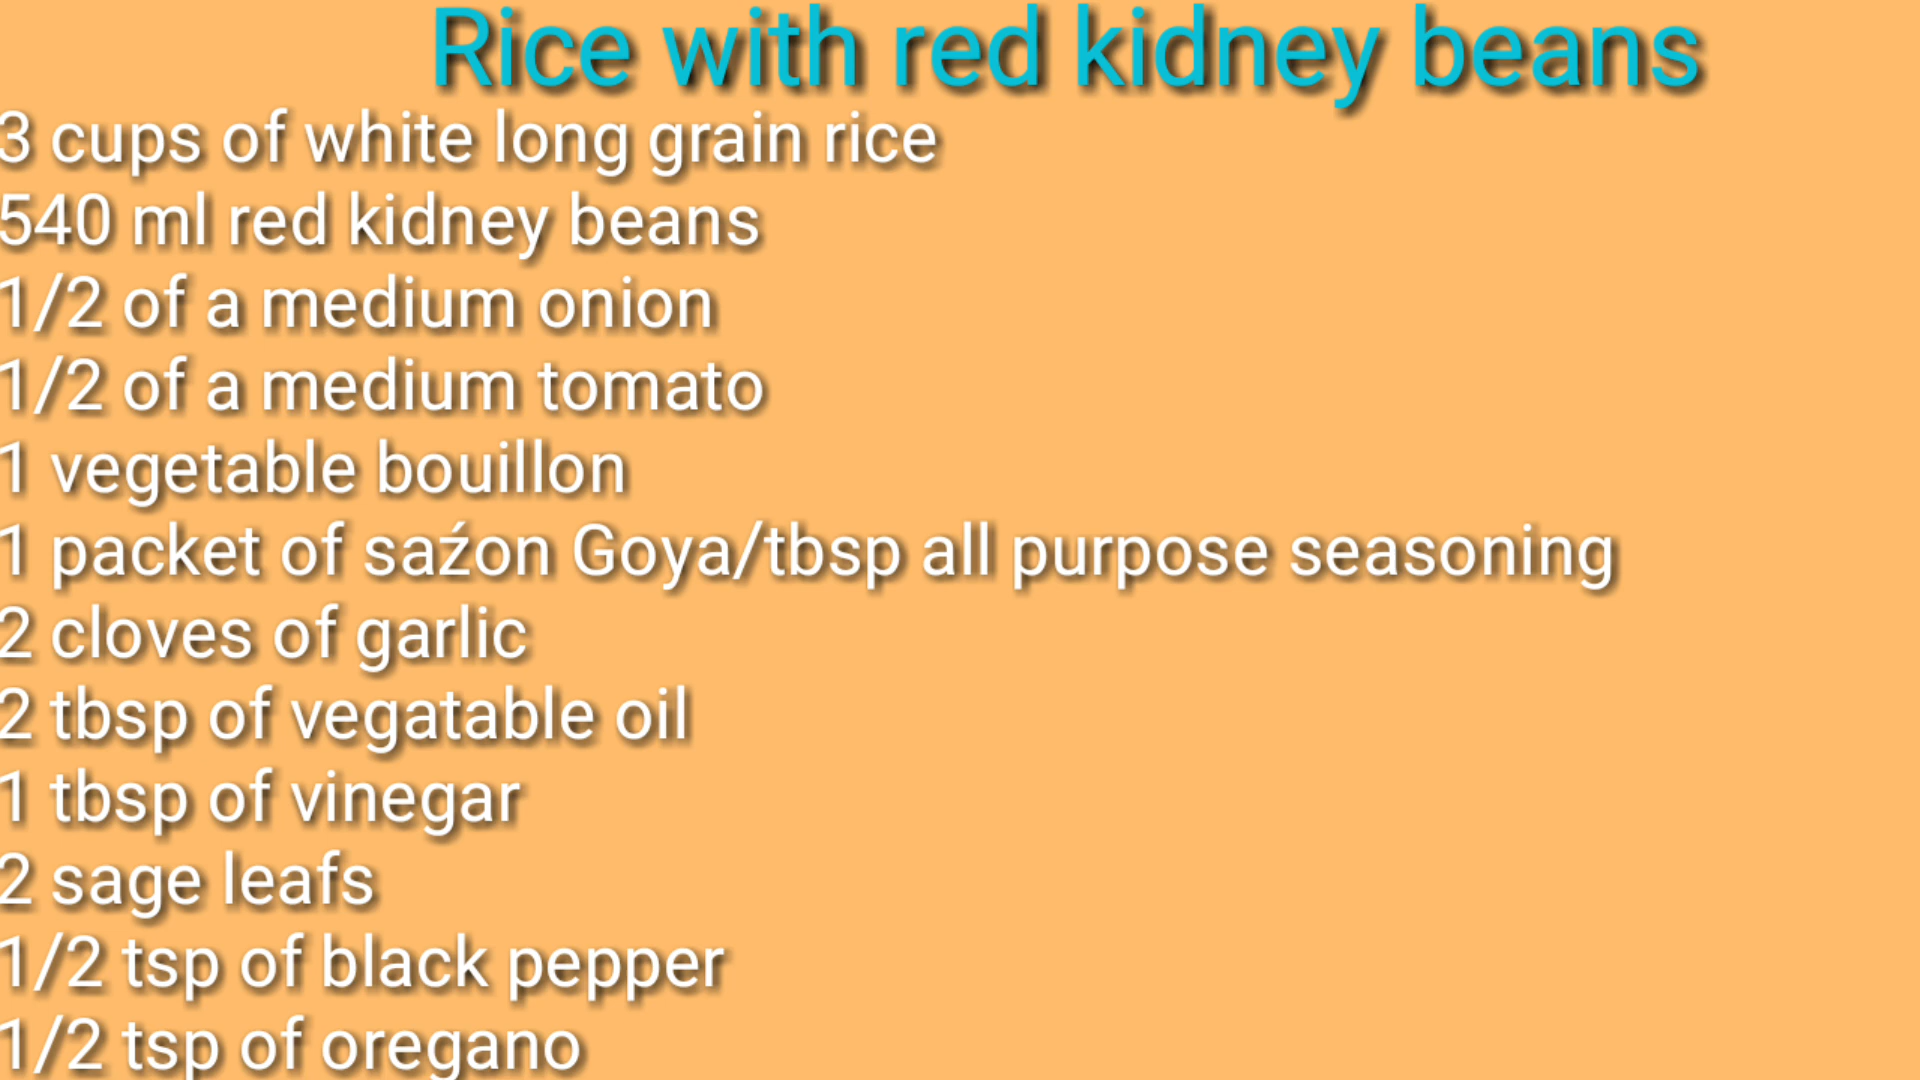 Rice with red kidney beans
3 cups of white long grain rice
540 ml red kidney beans
1/2 of a medium onion
1/2 of a medium tomato
1 vegetable bouillon
1 packet of saźon Goya/tbsp all purpose seasoning
2 cloves of garlic
2 tbsp of vegatable oil
1 tbsp of vinegar
2 sage leafs
1/2 tsp of black pepper
1/2 tsp of oregano